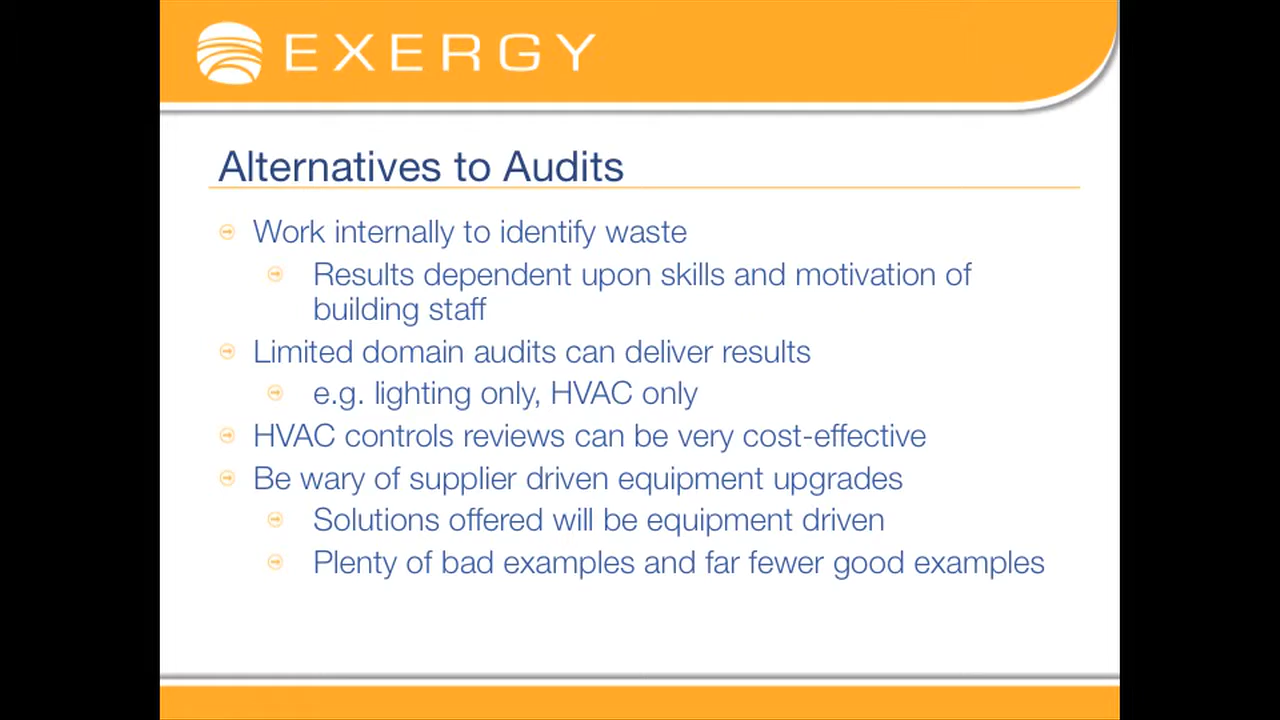 EXERGY
Alternatives to Audits
Work internally to identify waste
Results dependent upon skills and motivation of
building staff
Limited domain audits can deliver results
e.g. lighting only, HVAC only
HVAC controls reviews can be very cost-effective
Be wary of supplier driven equipment upgrades
Solutions offered will be equipment driven
Plenty of bad examples and far fewer good examples